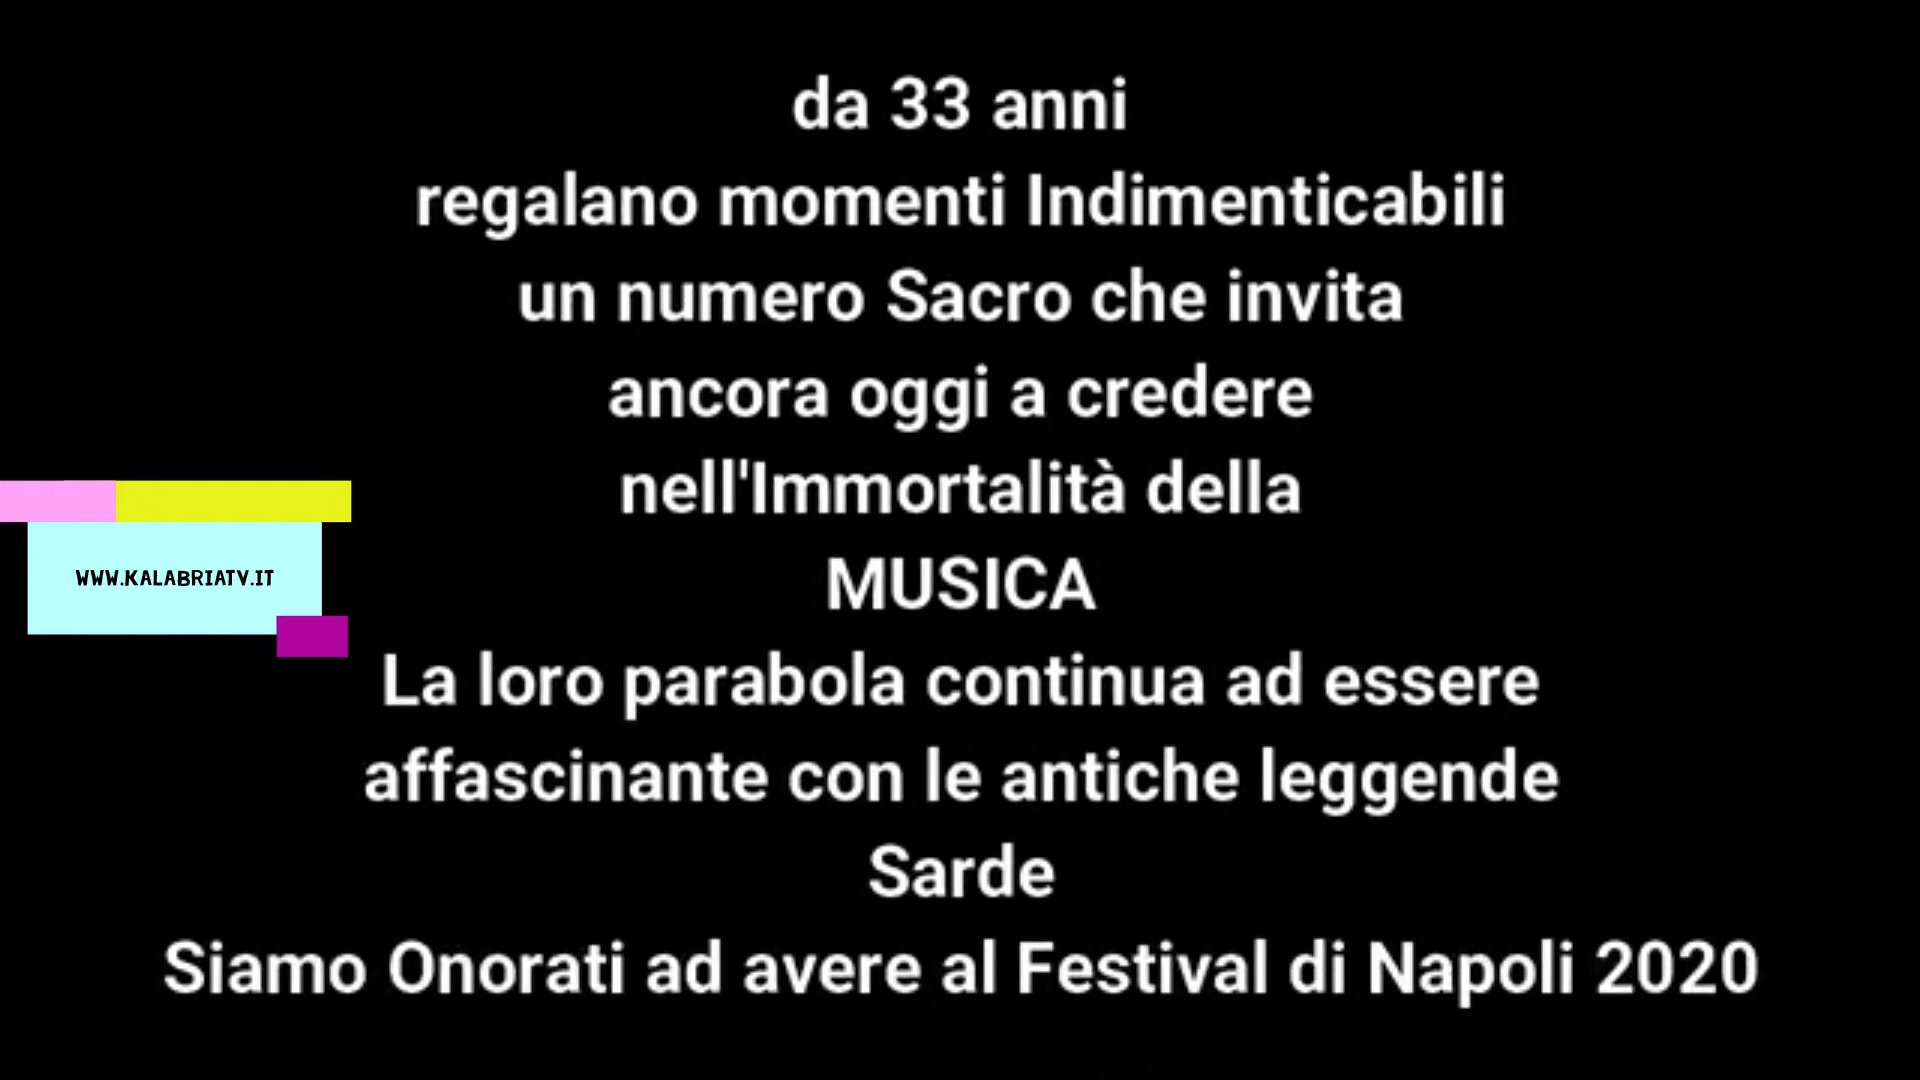 da 33 anni
regalano momenti Indimenticabili
un numero Sacro che invita
ancora oggi a credere
nell'Immortalità della
MUSICA
La loro parabola continua ad essere
affascinante con le antiche leggende
Sarde
Siamo Onorati ad avere al Festival di Napoli 2020
WWW.KALABRIATV.IT